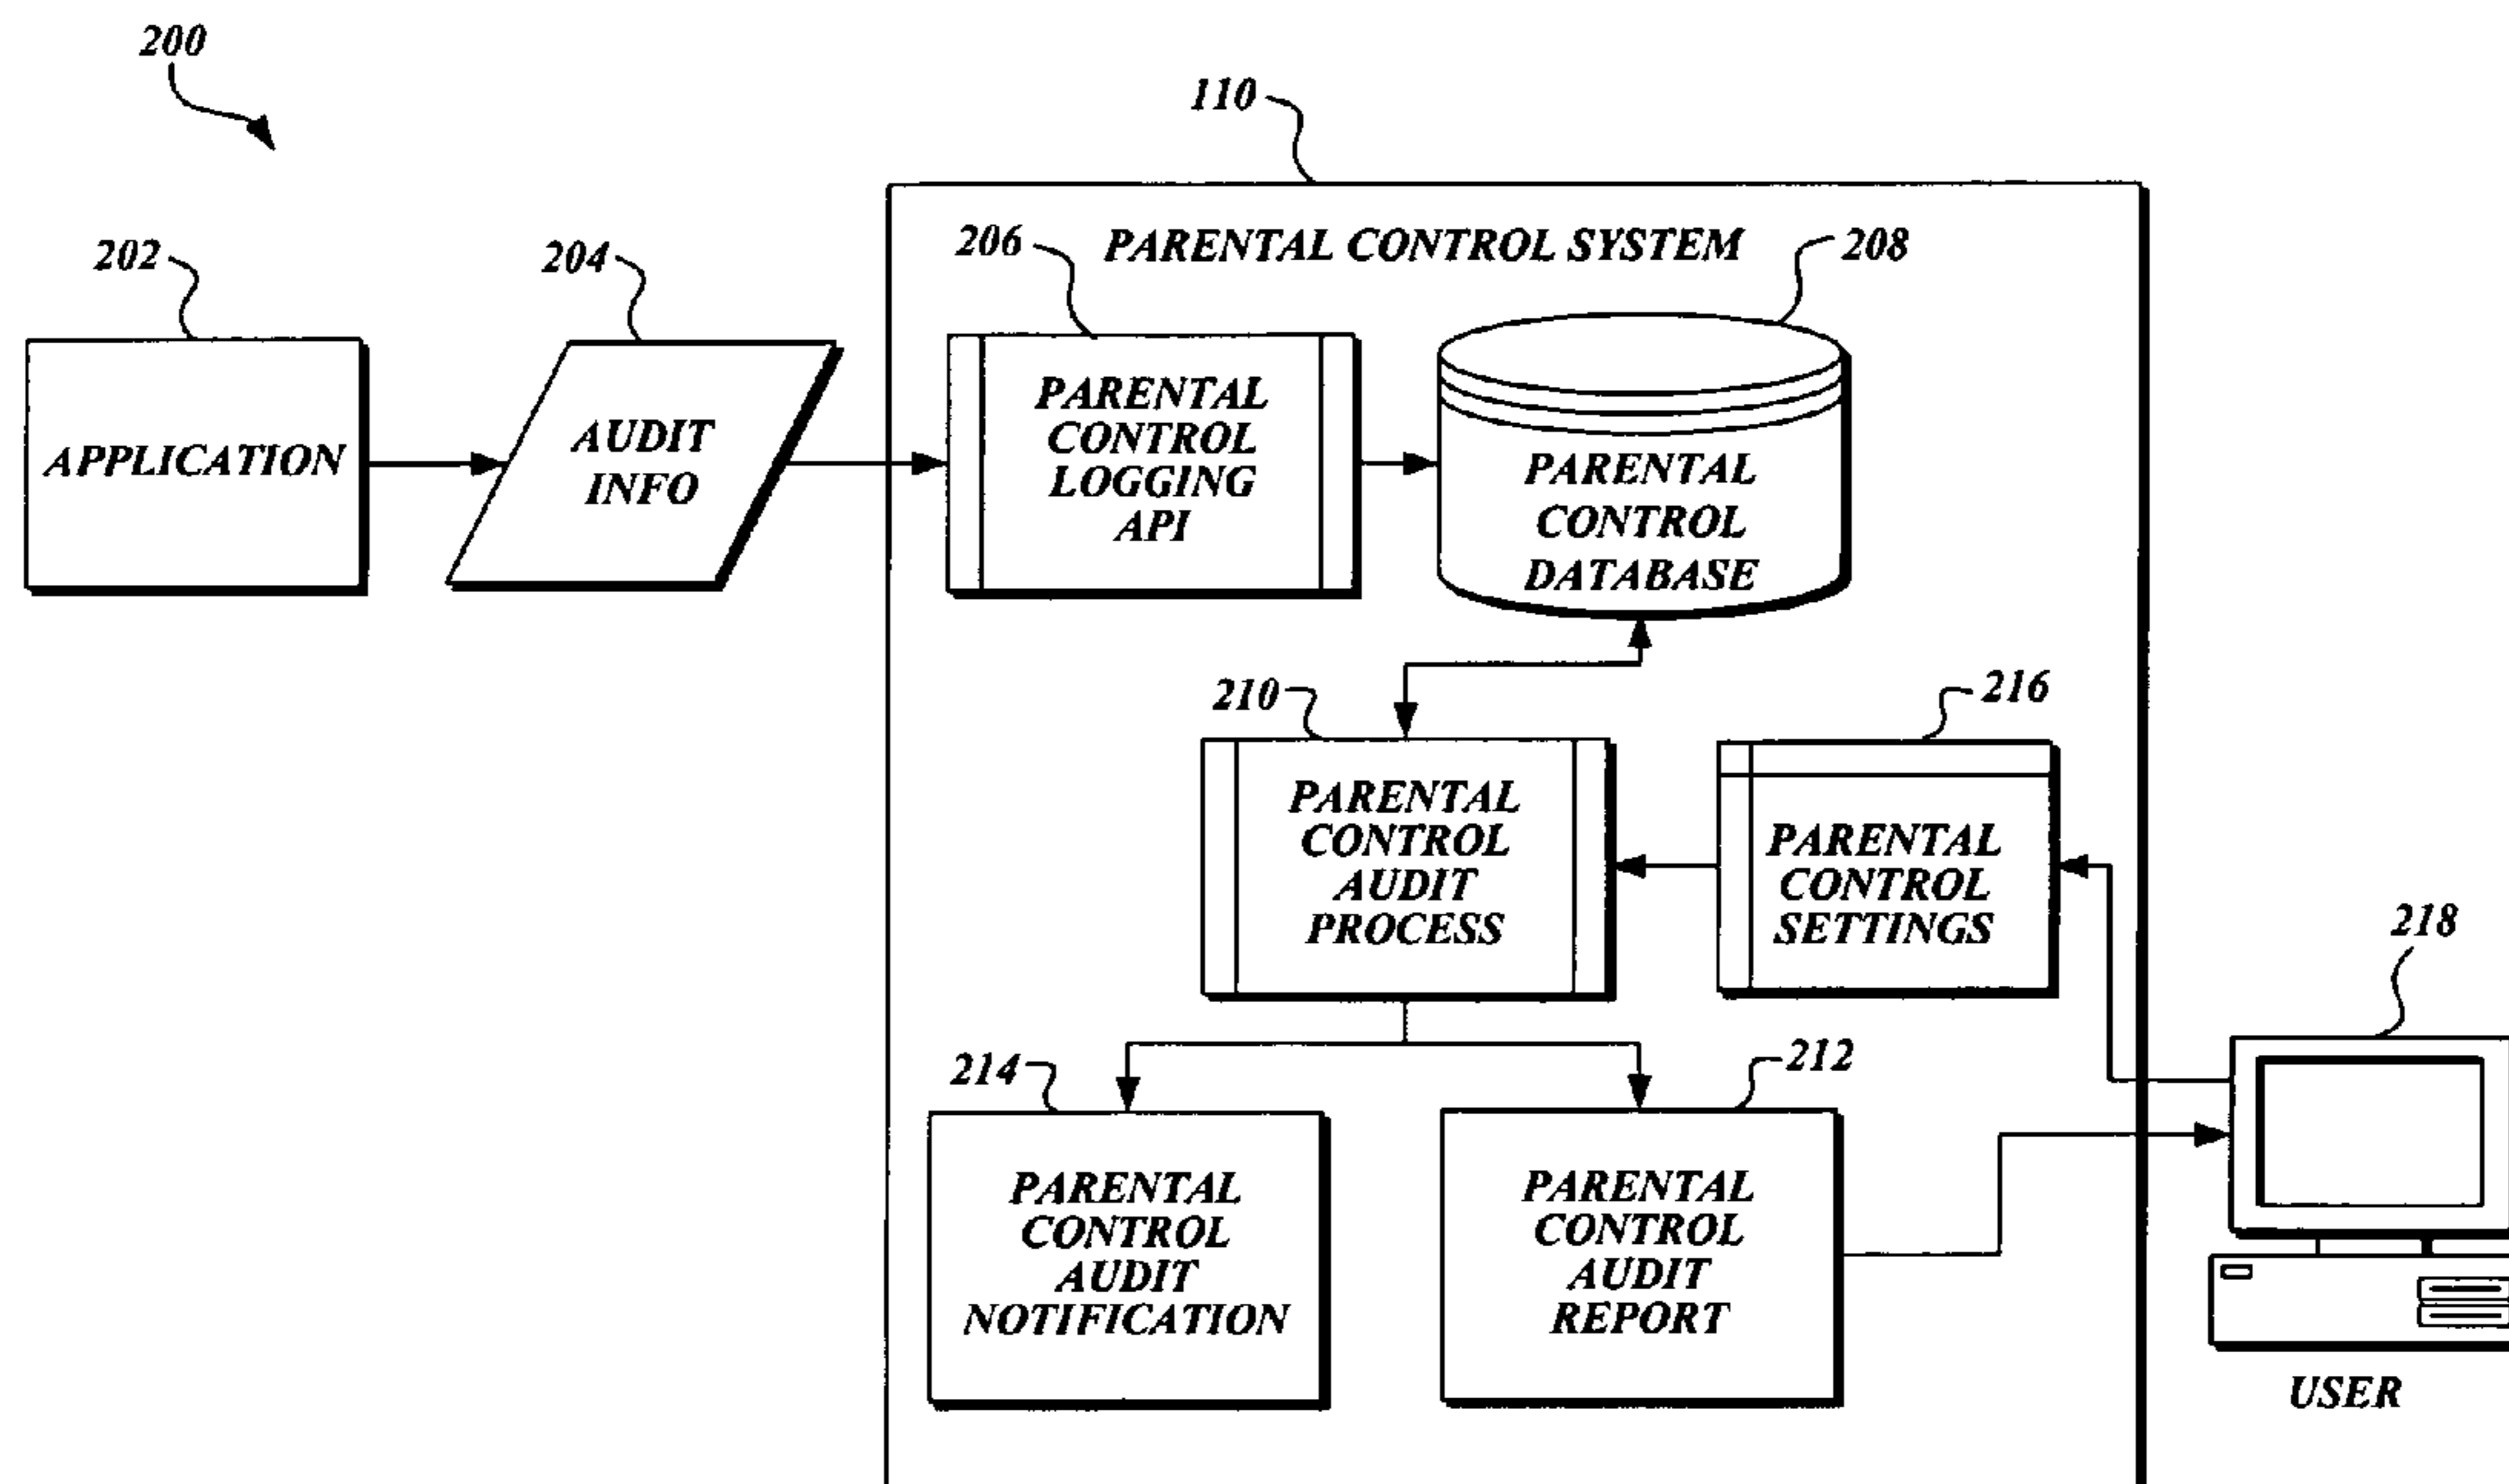 200
110
202
204
206
PARENTAL CONTROL SYSTEM
208
APPLICATION
AUDIT
INFO
PARENTAL
CONTROL
LOGGING
API
PARENTAL
CONTROL
DATABASE
210
216
PARENTAL
CONTROL
AUDIT
PROCESS
PARENTAL
CONTROL
SETTINGS
218
214
212
PARENTAL
CONTROL
AUDIT
NOTIFICATION
PARENTAL
CONTROL
AUDIT
REPORT
USER